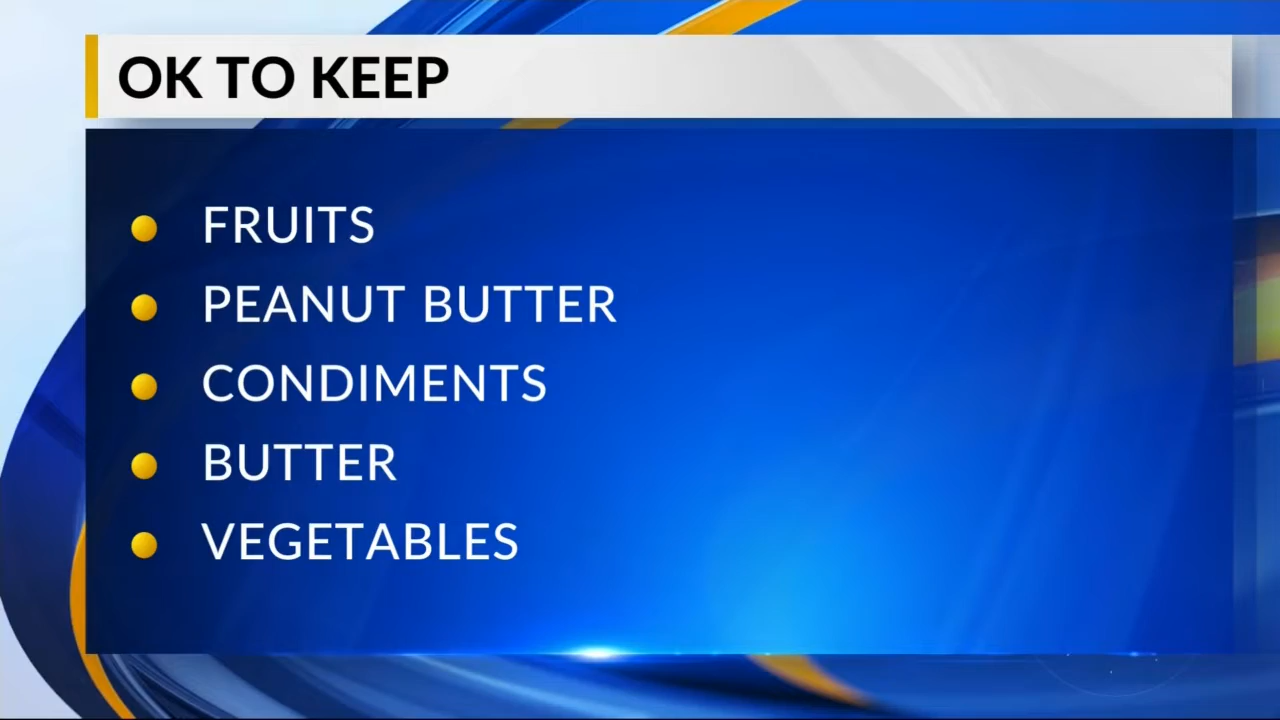 OK TO KEEP
FRUITS
PEANUT BUTTER
CONDIMENTS
BUTTER
VEGETABLES